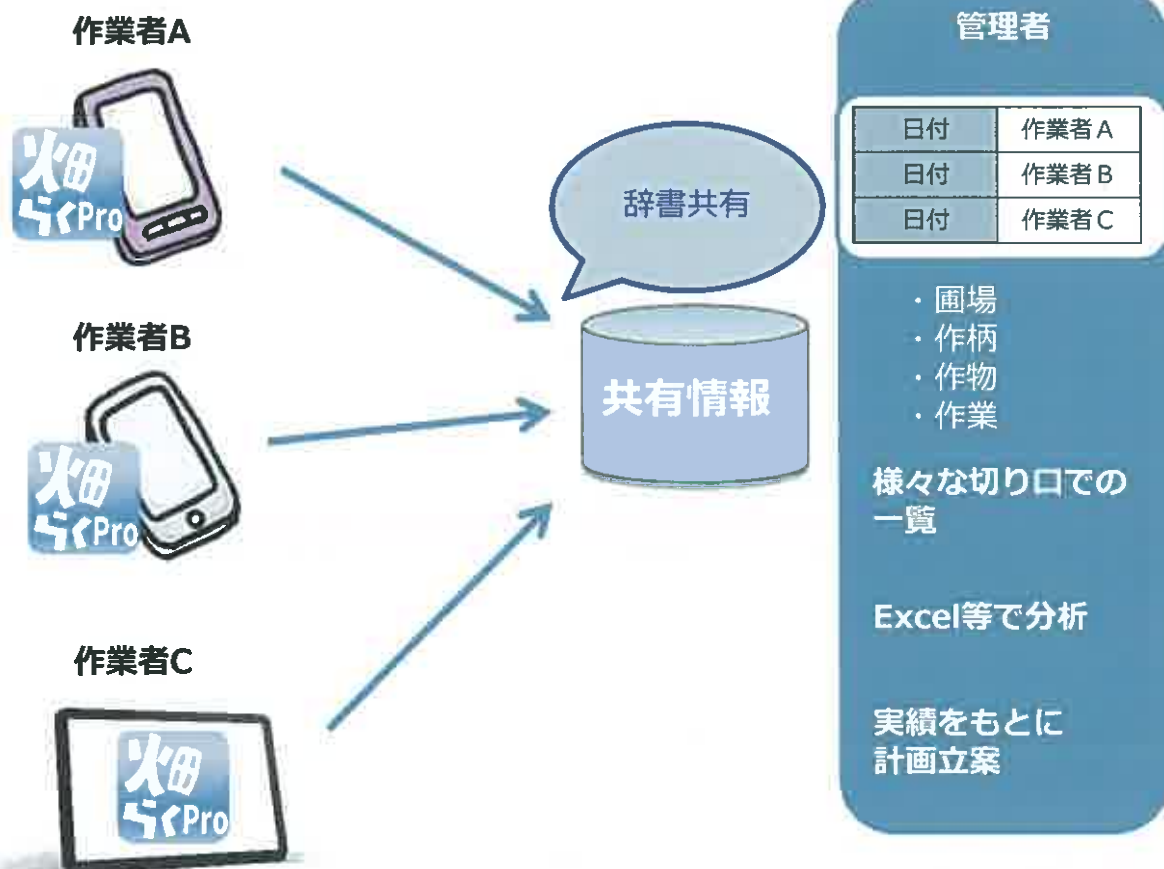 作業者A
畑
らくPro
作業者B
畑
らくPro
作業者C
畑
らくPro
辞書共有
共有情報
管理者
日付 作業者A
日付 作業者B
日付 作業者C
・圃場
・作柄
・作物
・作業
様々な切り口での
一覧
Excel等で分析
実績をもとに
計画立案